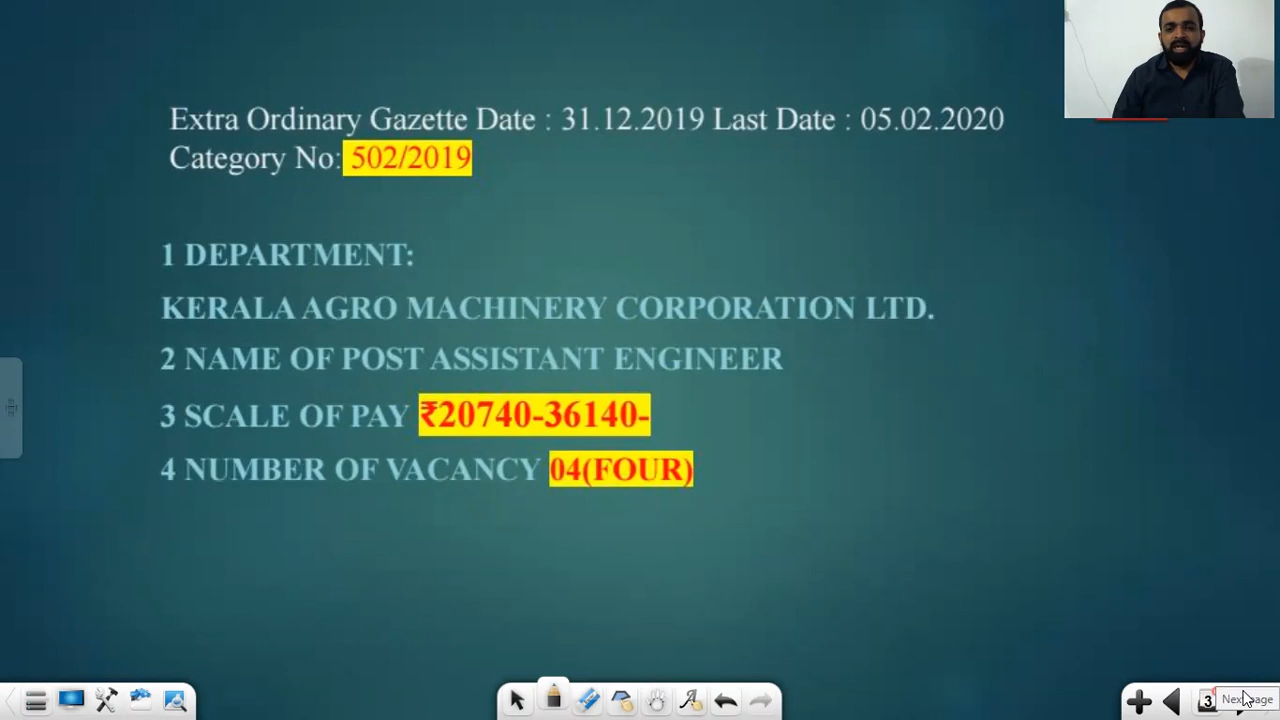 Extra Ordinary Gazette Date : 31.12.2019 Last Date : 05.02.2020
Category No: 502/2019
1 DEPARTMENT:
KERALA AGRO MACHINERY CORPORATION LTD.
2 NAME OF POST ASSISTANT ENGINEER
3 SCALE OF PAY ₹20740-36140-
4 NUMBER OF VACANCY 04(FOUR)
3